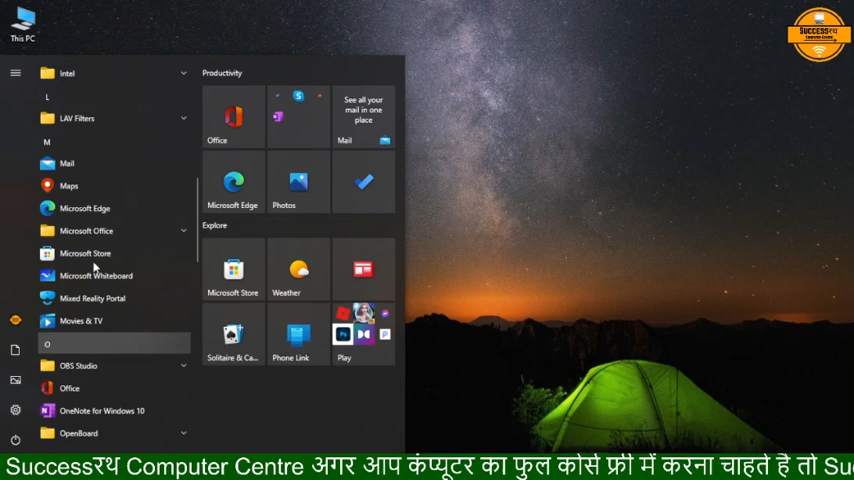 This PC
SUCCESSरथ
COMPUTER CENTRE
Intel
L
LAV Filters
M
Mail
Maps
Microsoft Edge
Microsoft Office
Microsoft Store
Microsoft Whiteboard
Mixed Reality Portal
Movies & TV
O
OBS Studio
Office
OneNote for Windows 10
OpenBoard
Productivity
Office
See all your
mail in one
place
Mail
Microsoft Edge
Photos
Explore
Microsoft Store
Weather
Solitaire & Ca...
Phone Link
Play
Successरथ Computer Centre अगर आप कंप्यूटर का फुल कोर्स फ्री में करना चाहते है तो Su